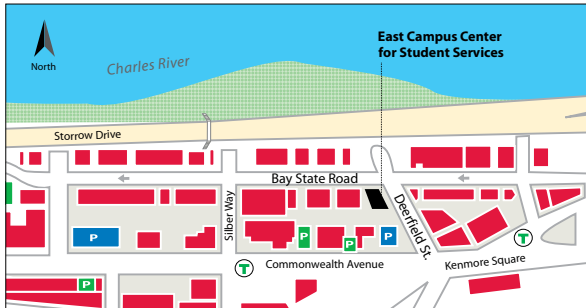 East Campus Center
for Student Services
North
Charles River
Storrow Drive
Bay State Road
Silber Way
Deerfield St.
P
P
P
P
P
T
T
Commonwealth Avenue
Kenmore Square